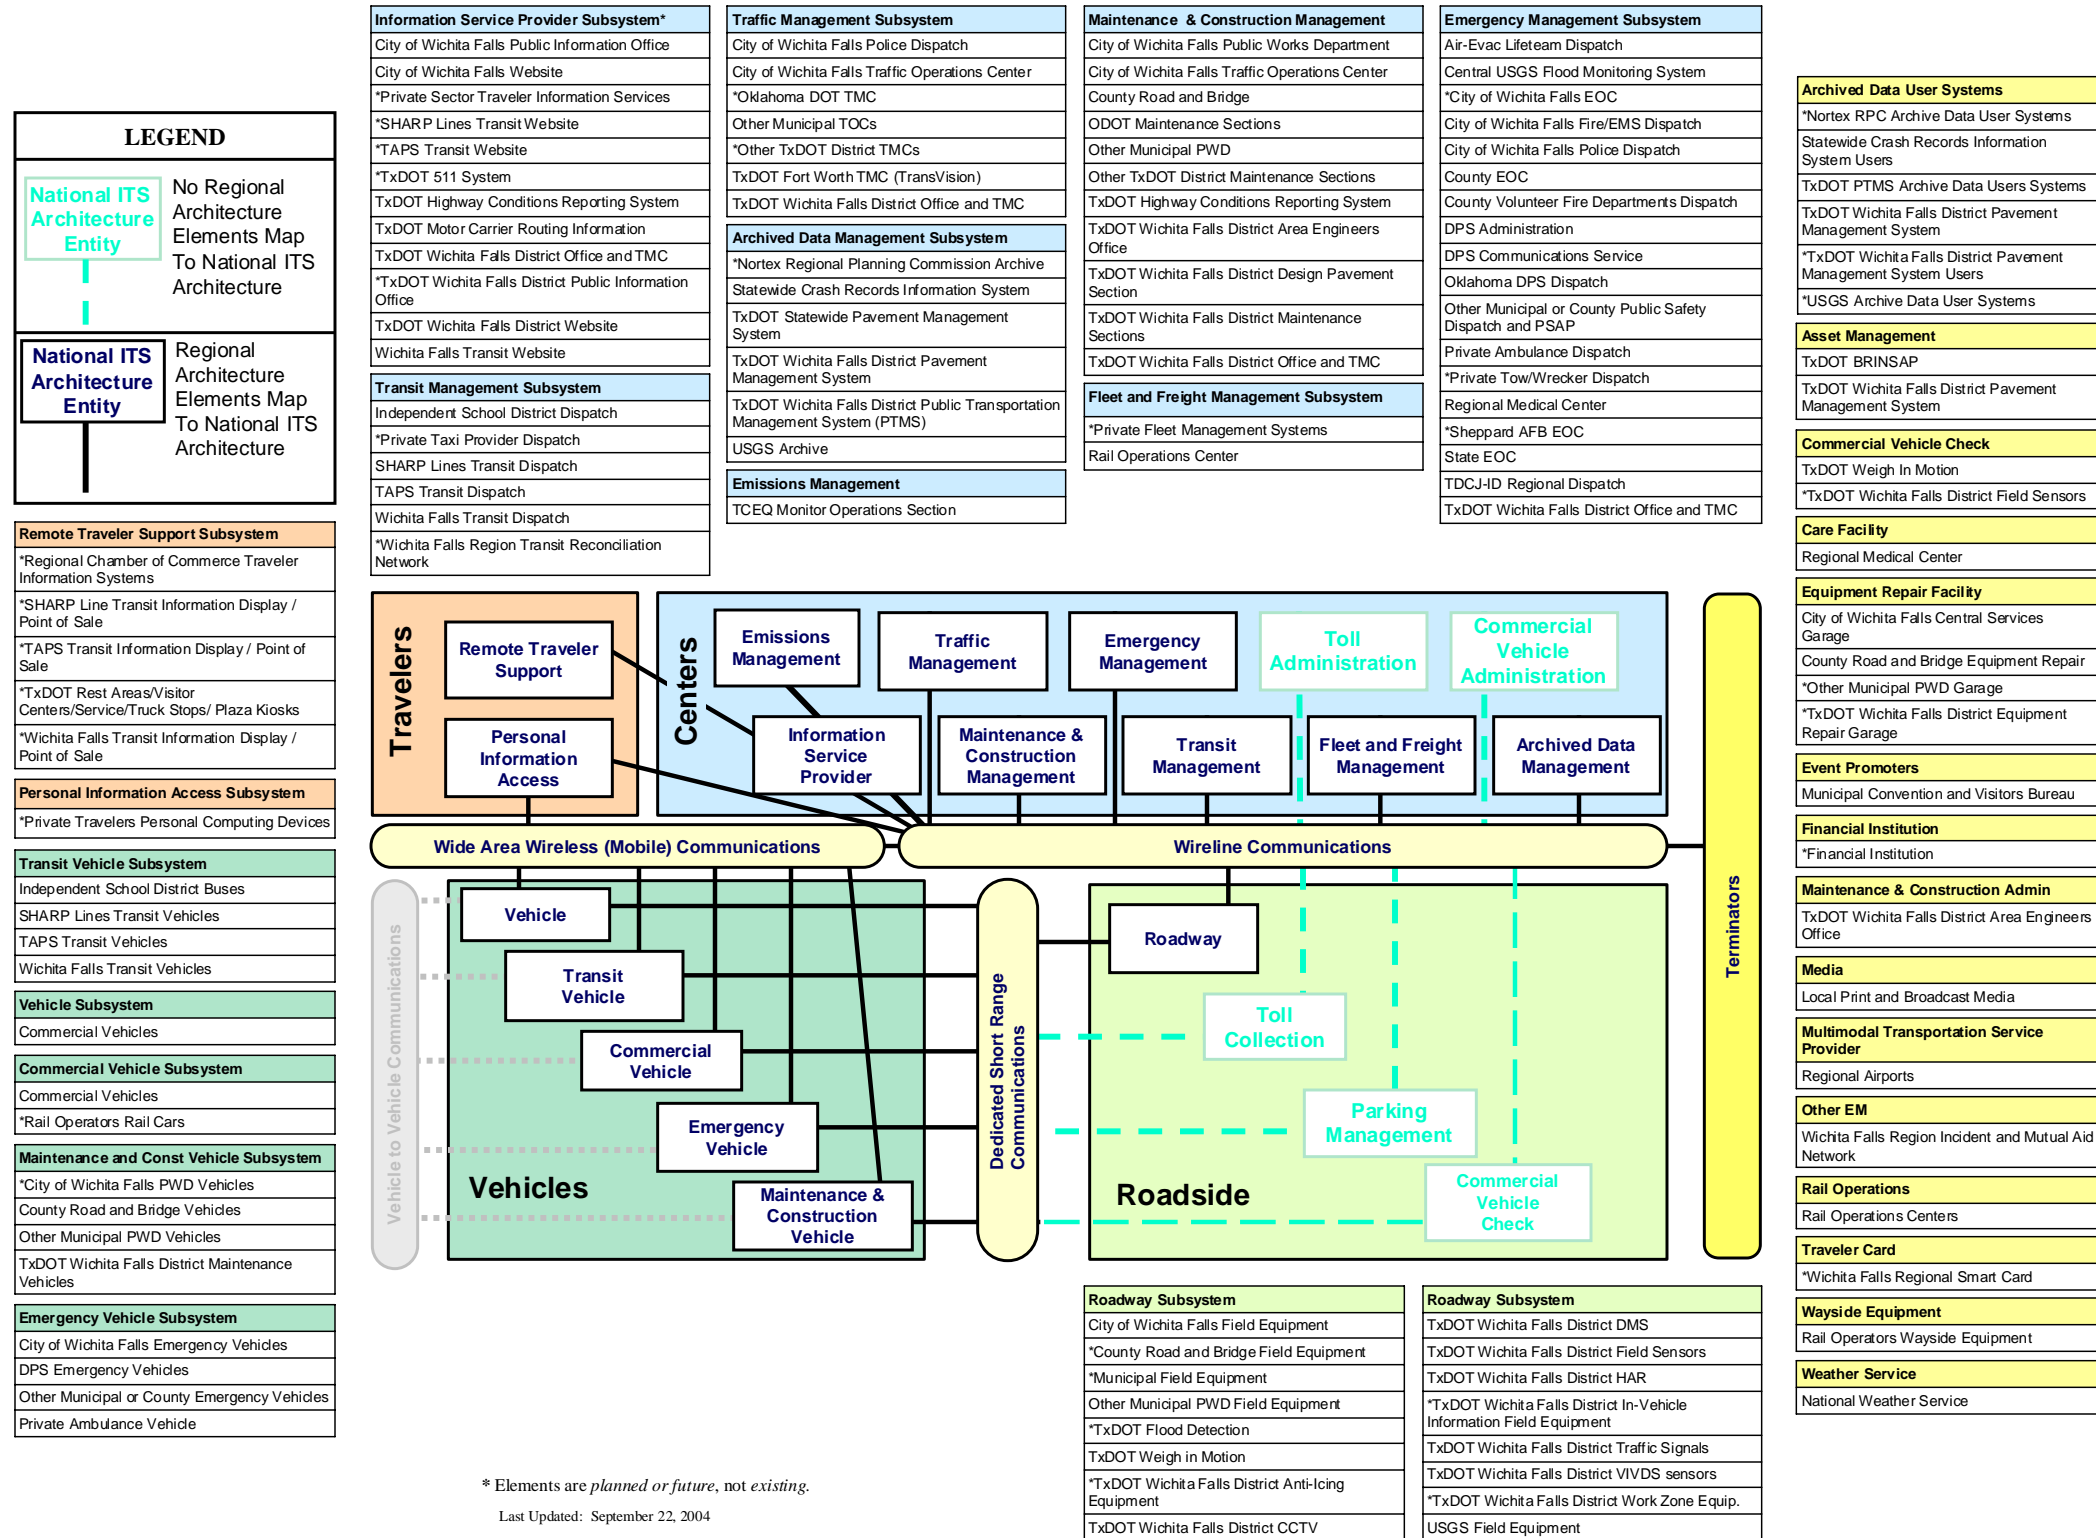 LEGEND
National ITS
Architecture
Entity
No Regional
Architecture
Elements Map
To National ITS
Architecture
National ITS
Architecture
Entity
Regional
Architecture
Elements Map
To National ITS
Architecture
Remote Traveler Support Subsystem
*Regional Chamber of Commerce Traveler
Information Systems
*SHARP Line Transit Information Display /
Point of Sale
*TAPS Transit Information Display / Point of
Sale
*TxDOT Rest Areas/Visitor
Centers/Service/Truck Stops/ Plaza Kiosks
*Wichita Falls Transit Information Display /
Point of Sale
Personal Information Access Subsystem
*Private Travelers Personal Computing Devices
Transit Vehicle Subsystem
Independent School District Buses
SHARP Lines Transit Vehicles
TAPS Transit Vehicles
Wichita Falls Transit Vehicles
Vehicle Subsystem
Commercial Vehicles
Commercial Vehicle Subsystem
Commercial Vehicles
*Rail Operators Rail Cars
Maintenance and Const Vehicle Subsystem
*City of Wichita Falls PWD Vehicles
County Road and Bridge Vehicles
Other Municipal PWD Vehicles
TxDOT Wichita Falls District Maintenance
Vehicles
Emergency Vehicle Subsystem
City of Wichita Falls Emergency Vehicles
DPS Emergency Vehicles
Other Municipal or County Emergency Vehicles
Private Ambulance Vehicle
Information Service Provider Subsystem*
City of Wichita Falls Public Information Office
City of Wichita Falls Website
*Private Sector Traveler Information Services
*SHARP Lines Transit Website
*TAPS Transit Website
*TxDOT 511 System
TxDOT Highway Conditions Reporting System
TxDOT Motor Carrier Routing Information
TxDOT Wichita Falls District Office and TMC
*TxDOT Wichita Falls District Public Information
Office
TxDOT Wichita Falls District Website
Wichita Falls Transit Website
Transit Management Subsystem
Independent School District Dispatch
*Private Taxi Provider Dispatch
SHARP Lines Transit Dispatch
TAPS Transit Dispatch
Wichita Falls Transit Dispatch
*Wichita Falls Region Transit Reconciliation
Network
Traffic Management Subsystem
City of Wichita Falls Police Dispatch
City of Wichita Falls Traffic Operations Center
*Oklahoma DOT TMC
Other Municipal TOCs
*Other TxDOT District TMCs
TxDOT Fort Worth TMC (TransVision)
TxDOT Wichita Falls District Office and TMC
Archived Data Management Subsystem
*Nortex Regional Planning Commission Archive
Statewide Crash Records Information System
TxDOT Statewide Pavement Management
System
TxDOT Wichita Falls District Pavement
Management System
TxDOT Wichita Falls District Public Transportation
Management System (PTMS)
USGS Archive
Emissions Management
TCEQ Monitor Operations Section
Maintenance & Construction Management
City of Wichita Falls Public Works Department
City of Wichita Falls Traffic Operations Center
County Road and Bridge
ODOT Maintenance Sections
Other Municipal PWD
Other TxDOT District Maintenance Sections
TxDOT Highway Conditions Reporting System
TxDOT Wichita Falls District Area Engineers
Office
TxDOT Wichita Falls District Design Pavement
Section
TxDOT Wichita Falls District Maintenance
Sections
TxDOT Wichita Falls District Office and TMC
Fleet and Freight Management Subsystem
*Private Fleet Management Systems
Rail Operations Center
Emergency Management Subsystem
Air-Evac Lifeteam Dispatch
Central USGS Flood Monitoring System
*City of Wichita Falls EOC
City of Wichita Falls Fire/EMS Dispatch
City of Wichita Falls Police Dispatch
County EOC
County Volunteer Fire Departments Dispatch
DPS Administration
DPS Communications Service
Oklahoma DPS Dispatch
Other Municipal or County Public Safety
Dispatch and PSAP
Private Ambulance Dispatch
*Private Tow/Wrecker Dispatch
Regional Medical Center
*Sheppard AFB EOC
State EOC
TDCJ-ID Regional Dispatch
TxDOT Wichita Falls District Office and TMC
Travelers
Remote Traveler
Support
Personal
Information
Access
Centers
Emissions
Management
Traffic
Management
Emergency
Management
Toll
Administration
Commercial
Vehicle
Administration
Information
Service
Provider
Maintenance &
Construction
Management
Transit
Management
Fleet and Freight
Management
Archived Data
Management
Wide Area Wireless (Mobile) Communications
Wireline Communications
Vehicle to Vehicle Communications
Vehicle
Transit
Vehicle
Commercial
Vehicle
Emergency
Vehicle
Maintenance &
Construction
Vehicle
Vehicles
Dedicated Short Range
Communications
Roadway
Toll
Collection
Parking
Management
Commercial
Vehicle
Check
Roadside
Terminators
Roadway Subsystem
City of Wichita Falls Field Equipment
*County Road and Bridge Field Equipment
*Municipal Field Equipment
Other Municipal PWD Field Equipment
*TxDOT Flood Detection
TxDOT Weigh in Motion
*TxDOT Wichita Falls District Anti-Icing
Equipment
TxDOT Wichita Falls District CCTV
Roadway Subsystem
TxDOT Wichita Falls District DMS
TxDOT Wichita Falls District Field Sensors
TxDOT Wichita Falls District HAR
*TxDOT Wichita Falls District In-Vehicle
Information Field Equipment
TxDOT Wichita Falls District Traffic Signals
TxDOT Wichita Falls District VIVDS sensors
*TxDOT Wichita Falls District Work Zone Equip.
USGS Field Equipment
Archived Data User Systems
*Nortex RPC Archive Data User Systems
Statewide Crash Records Information
System Users
TxDOT PTMS Archive Data Users Systems
TxDOT Wichita Falls District Pavement
Management System
*TxDOT Wichita Falls District Pavement
Management System Users
*USGS Archive Data User Systems
Asset Management
TxDOT BRINSAP
TxDOT Wichita Falls District Pavement
Management System
Commercial Vehicle Check
TxDOT Weigh In Motion
*TxDOT Wichita Falls District Field Sensors
Care Facility
Regional Medical Center
Equipment Repair Facility
City of Wichita Falls Central Services
Garage
County Road and Bridge Equipment Repair
*Other Municipal PWD Garage
*TxDOT Wichita Falls District Equipment
Repair Garage
Event Promoters
Municipal Convention and Visitors Bureau
Financial Institution
*Financial Institution
Maintenance & Construction Admin
TxDOT Wichita Falls District Area Engineers
Office
Media
Local Print and Broadcast Media
Multimodal Transportation Service
Provider
Regional Airports
Other EM
Wichita Falls Region Incident and Mutual Aid
Network
Rail Operations
Rail Operations Centers
Traveler Card
*Wichita Falls Regional Smart Card
Wayside Equipment
Rail Operators Wayside Equipment
Weather Service
National Weather Service
* Elements are planned or future, not existing.
Last Updated: September 22, 2004